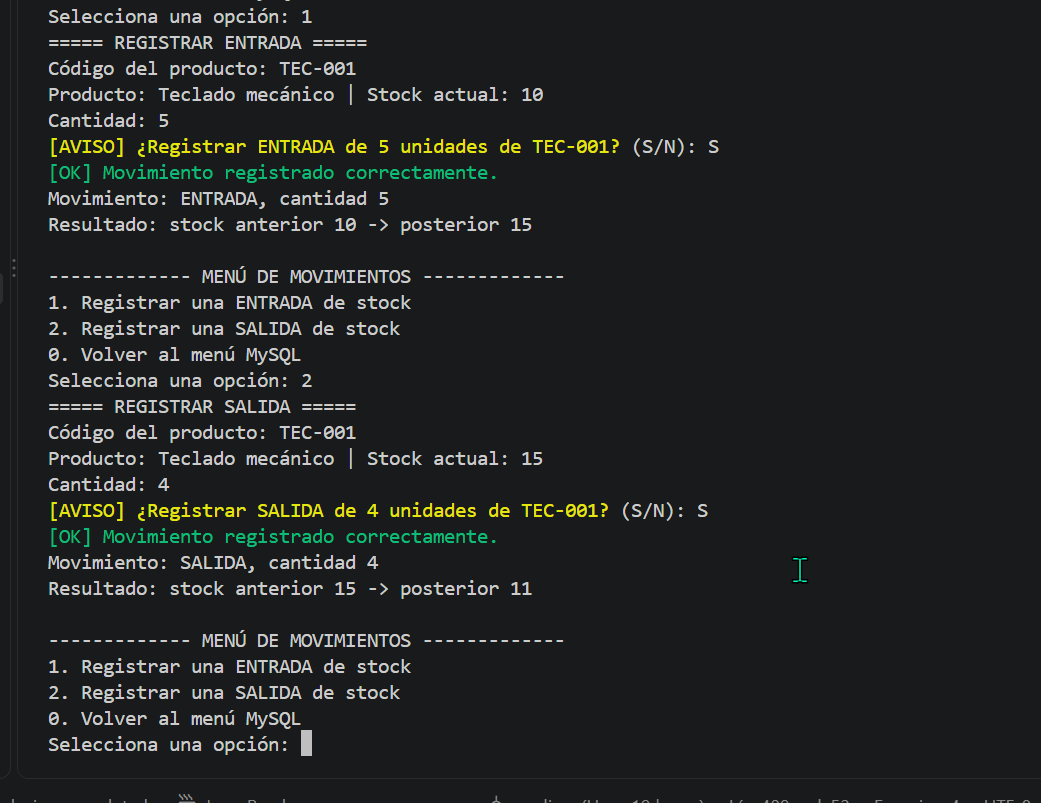 Selecciona una opción: 1
===== REGISTRAR ENTRADA =====
Código del producto: TEC-001
Producto: Teclado mecánico | Stock actual: 10
Cantidad: 5
[AVISO] ¿Registrar ENTRADA de 5 unidades de TEC-001? (S/N): S
[OK] Movimiento registrado correctamente.
Movimiento: ENTRADA, cantidad 5
Resultado: stock anterior 10 -> posterior 15
------------- MENÚ DE MOVIMIENTOS -------------
1. Registrar una ENTRADA de stock
2. Registrar una SALIDA de stock
0. Volver al menú MySQL
Selecciona una opción: 2
===== REGISTRAR SALIDA =====
Código del producto: TEC-001
Producto: Teclado mecánico | Stock actual: 15
Cantidad: 4
[AVISO] ¿Registrar SALIDA de 4 unidades de TEC-001? (S/N): S
[OK] Movimiento registrado correctamente.
Movimiento: SALIDA, cantidad 4
Resultado: stock anterior 15 -> posterior 11
------------- MENÚ DE MOVIMIENTOS -------------
1. Registrar una ENTRADA de stock
2. Registrar una SALIDA de stock
0. Volver al menú MySQL
Selecciona una opción: